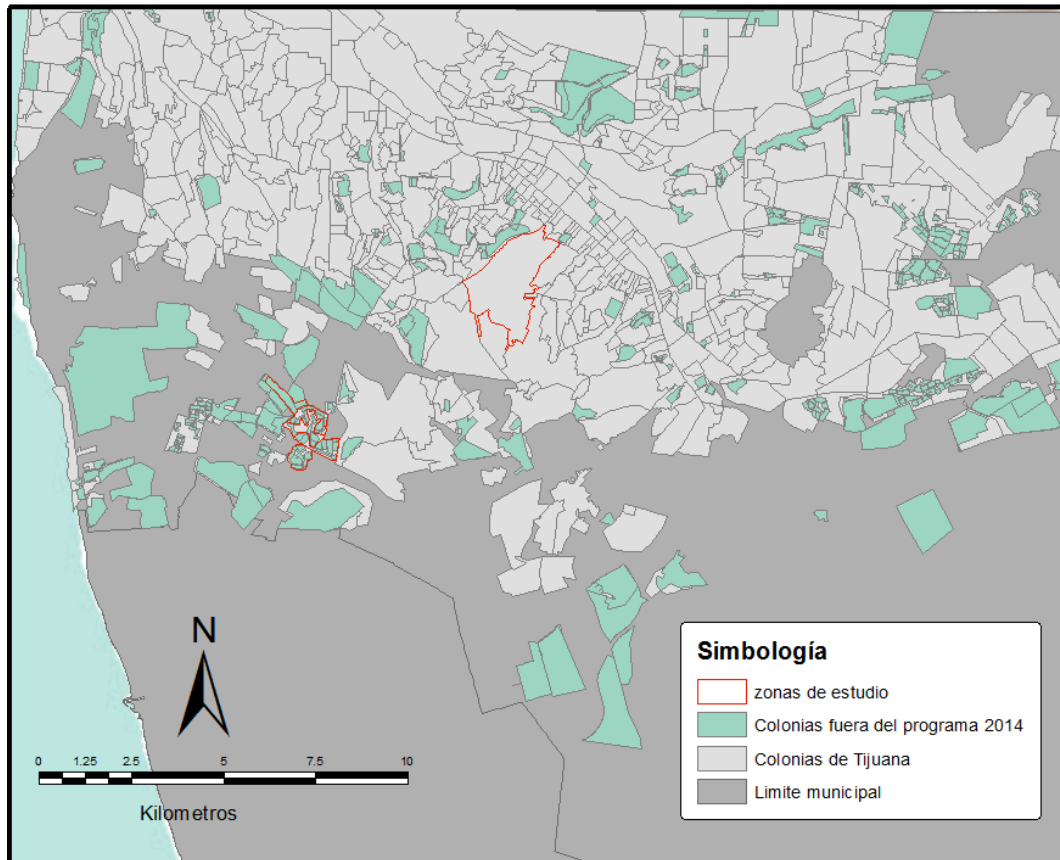 N
0 1.25 2.5 5 7.5 10
Kilometros
Simbología
zonas de estudio
Colonias fuera del programa 2014
Colonias de Tijuana
Limite municipal